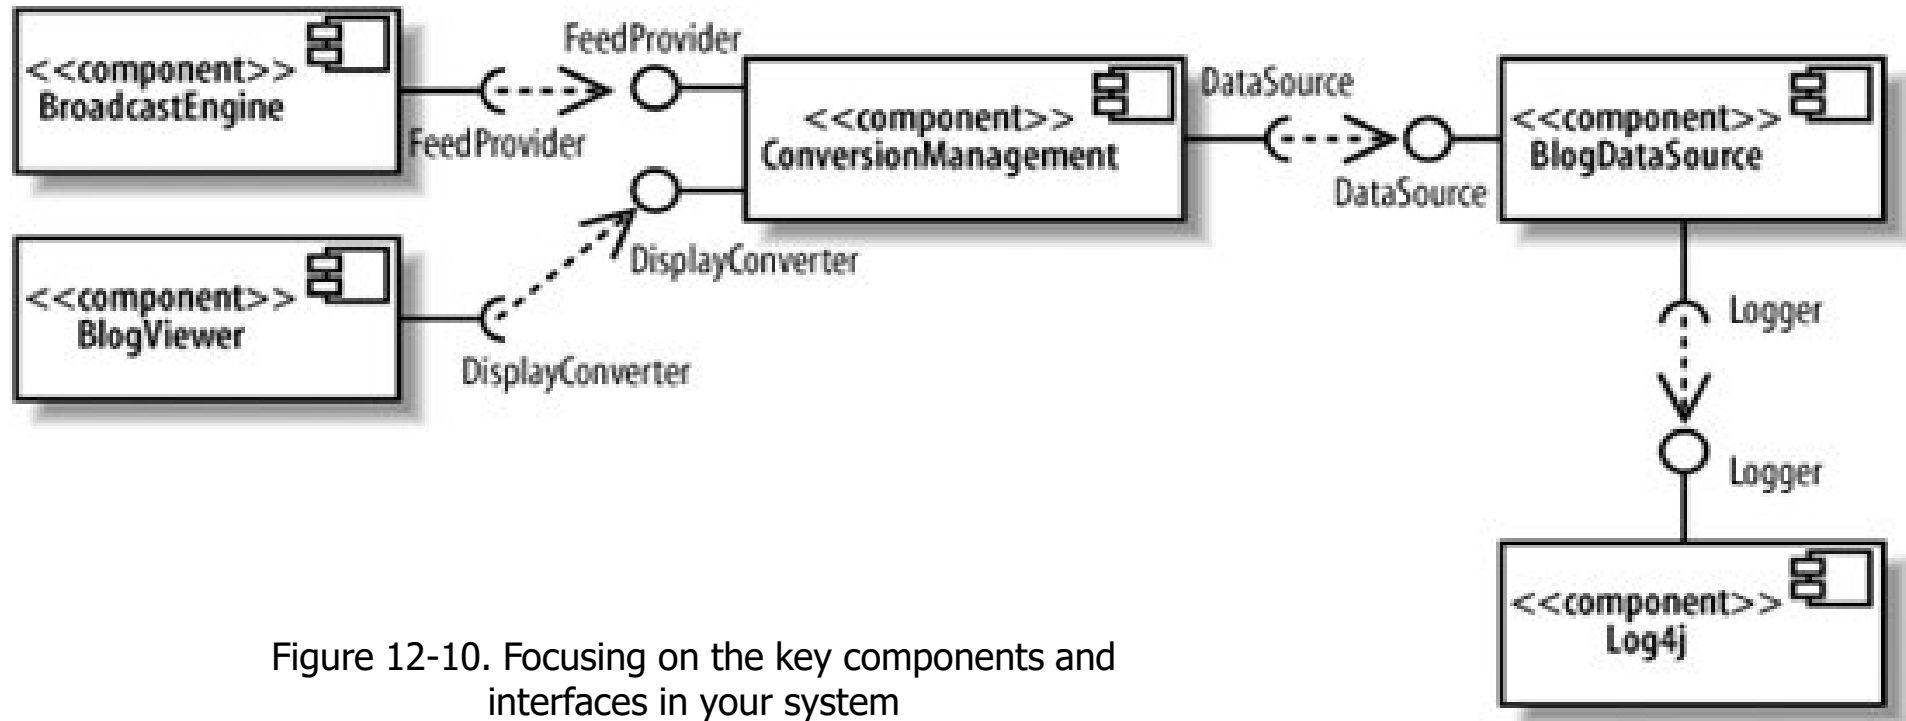 <<component>>
BroadcastEngine
FeedProvider
FeedProvider
<<component>>
ConversionManagement
DataSource
DataSource
<<component>>
BlogDataSource
<<component>>
BlogViewer
DisplayConverter
DisplayConverter
Logger
Logger
<<component>>
Log4j
Figure 12-10. Focusing on the key components and
interfaces in your system